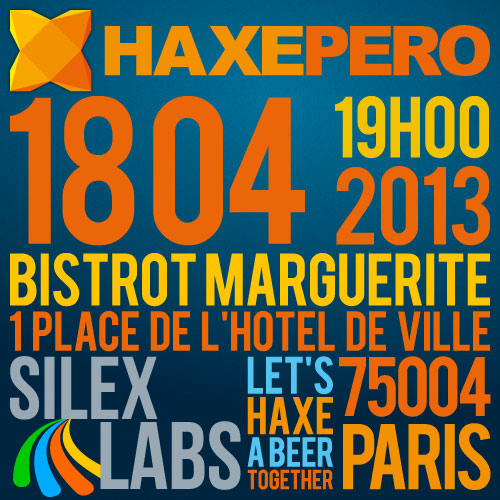 HAXEPERO
1804
19H00
2013
BISTROT MARGUERITE
1 PLACE DE L'HOTEL DE VILLE
SILEX
LABS
LET'S
HAXE
A BEER
TOGETHER
75004
PARIS